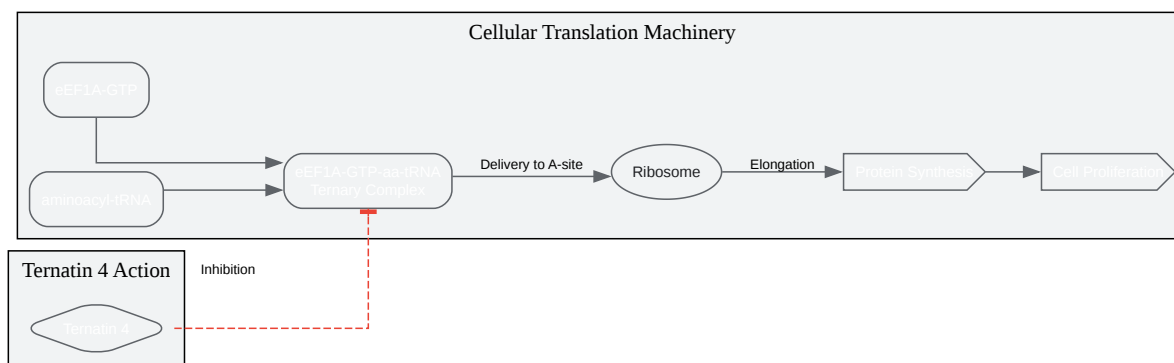 Cellular Translation Machinery
eEF1A-GTP
aminoacyl-tRNA
eEF1A-GTP-aa-tRNA
Ternary Complex
Delivery to A-site
Ribosome
Elongation
Protein Synthesis
Cell Proliferation
Ternatin 4 Action
Inhibition
Ternatin 4